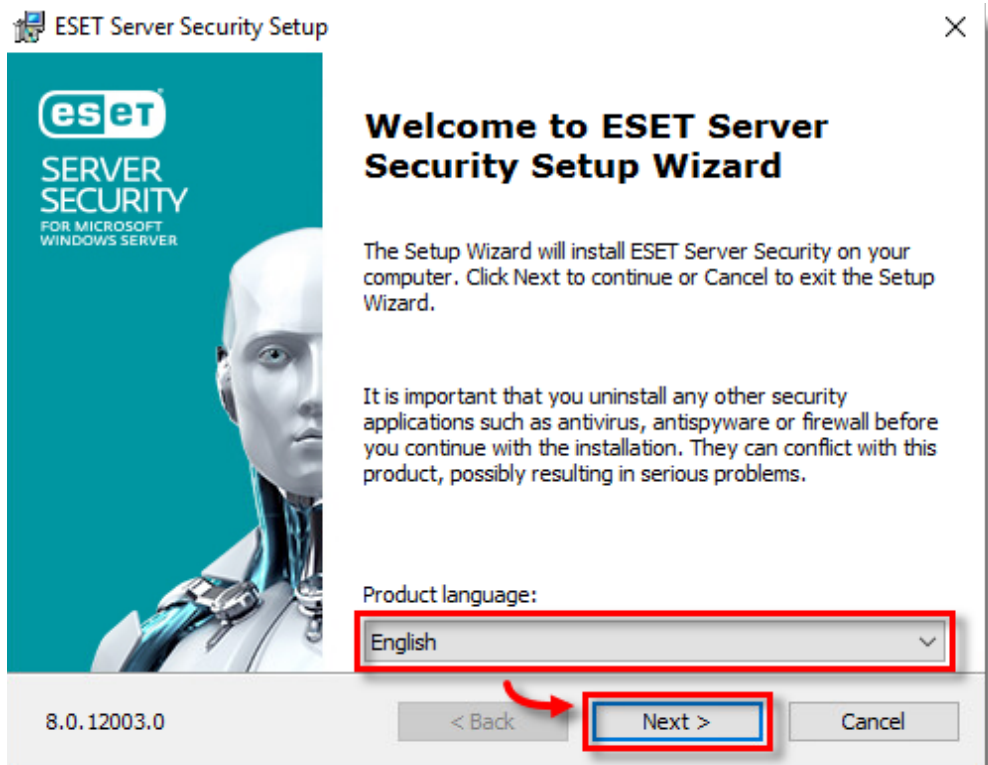 ESET Server Security Setup
eset
SERVER
SECURITY
FOR MICROSOFT
WINDOWS SERVER
Welcome to ESET Server
Security Setup Wizard
The Setup Wizard will install ESET Server Security on your
computer. Click Next to continue or Cancel to exit the Setup
Wizard.
It is important that you uninstall any other security
applications such as antivirus, antispyware or firewall before
you continue with the installation. They can conflict with this
product, possibly resulting in serious problems.
Product language:
English
8.0.12003.0
< Back
Next >
Cancel